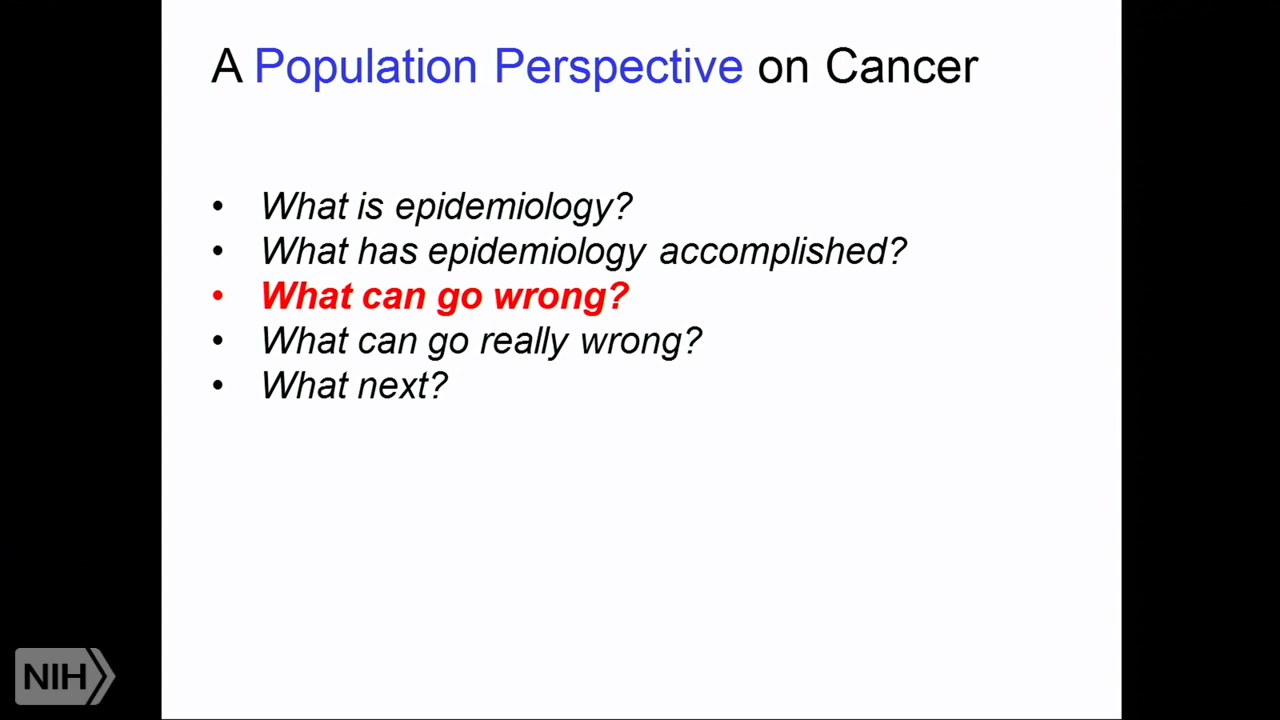 A Population Perspective on Cancer
• What is epidemiology?
• What has epidemiology accomplished?
• What can go wrong?
• What can go really wrong?
• What next?
NIH